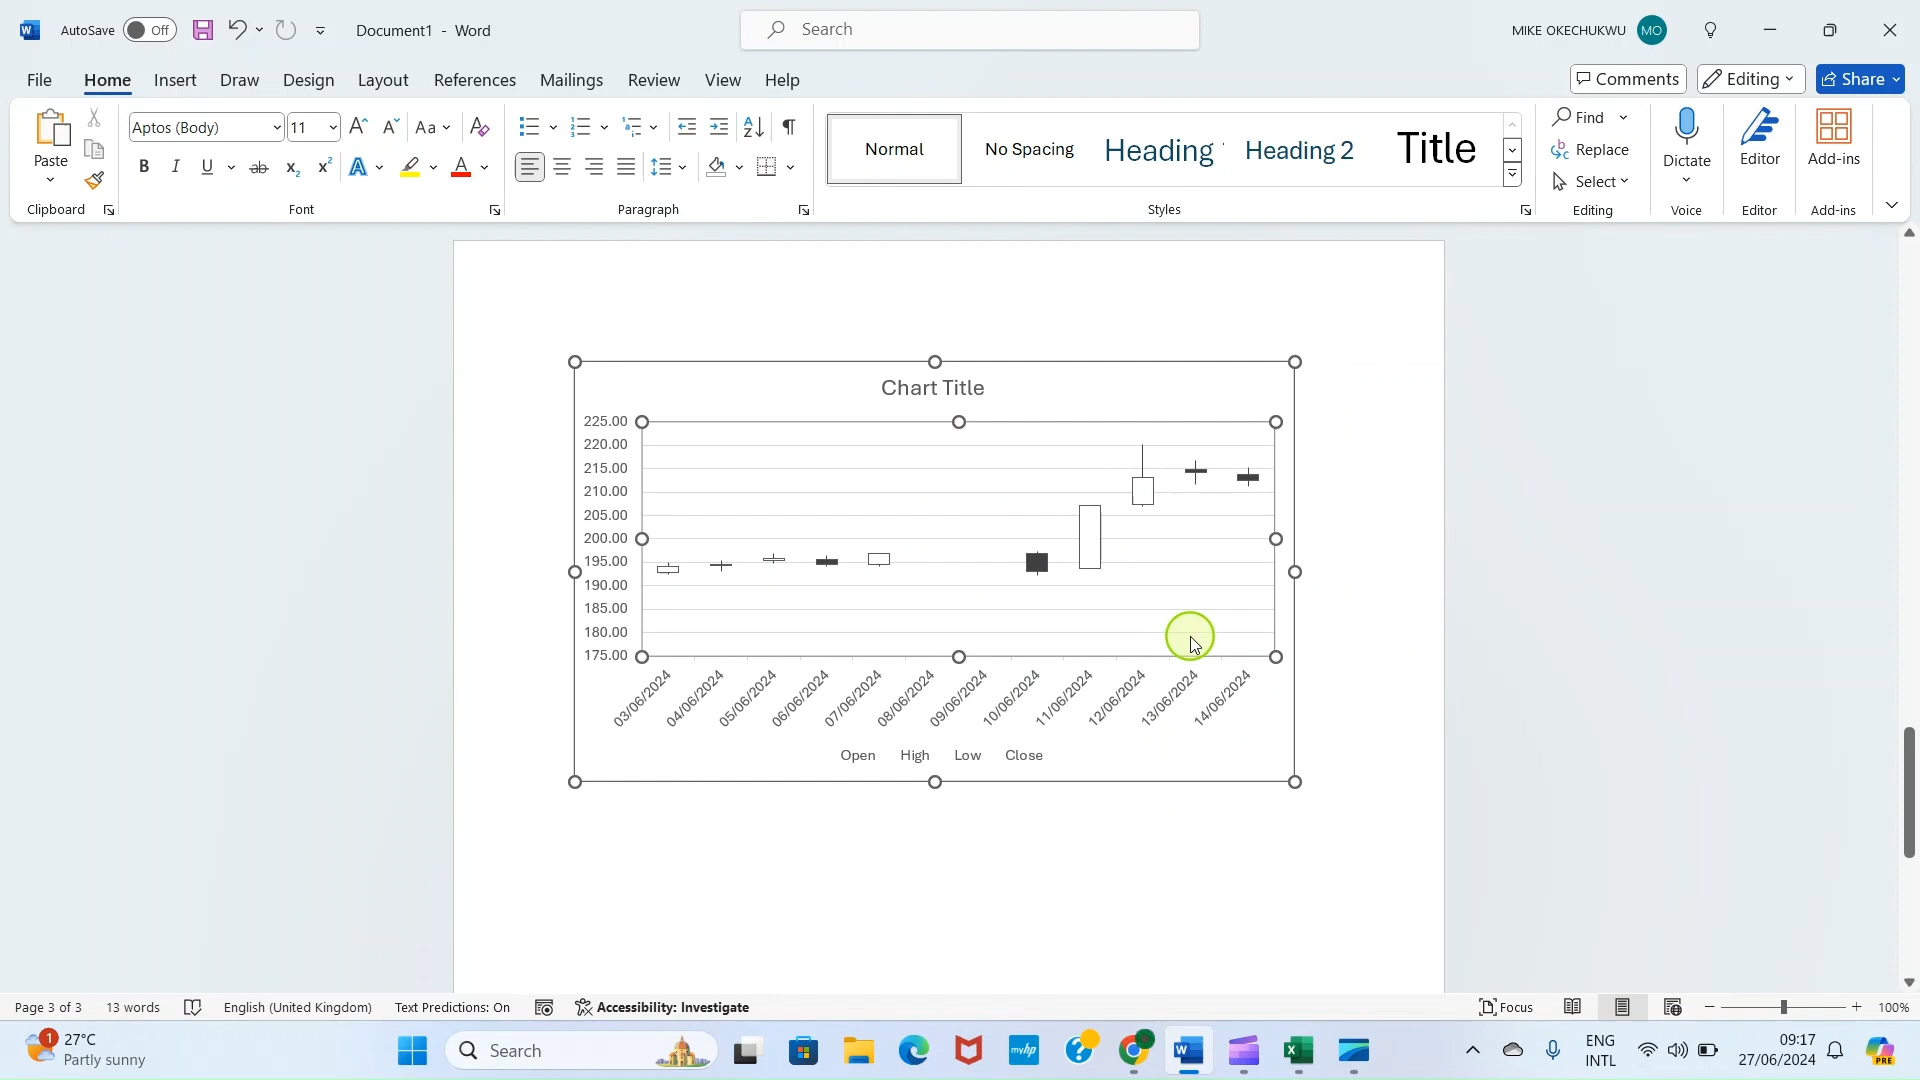 AutoSave Off Document1 - Word Search MIKE OKECHUKWU MO
File Home Insert Draw Design Layout References Mailings Review View Help Comments Editing Share
Paste Aptos (Body) 11 Aa Normal No Spacing Heading 1 Heading 2 Title Find Replace Select Dictate Editor Add-ins
Clipboard Font Paragraph Styles Editing Voice Editor Add-ins
Chart Title
225.00
220.00
215.00
210.00
205.00
200.00
195.00
190.00
185.00
180.00
175.00
03/06/2024 04/06/2024 05/06/2024 06/06/2024 07/06/2024 08/06/2024 09/06/2024 10/06/2024 11/06/2024 12/06/2024 13/06/2024 14/06/2024
Open High Low Close
Page 3 of 3 13 words English (United Kingdom) Text Predictions: On Accessibility: Investigate Focus 100%
1 27°C Partly sunny Search myhp ENG INTL 09:17 27/06/2024 PRE